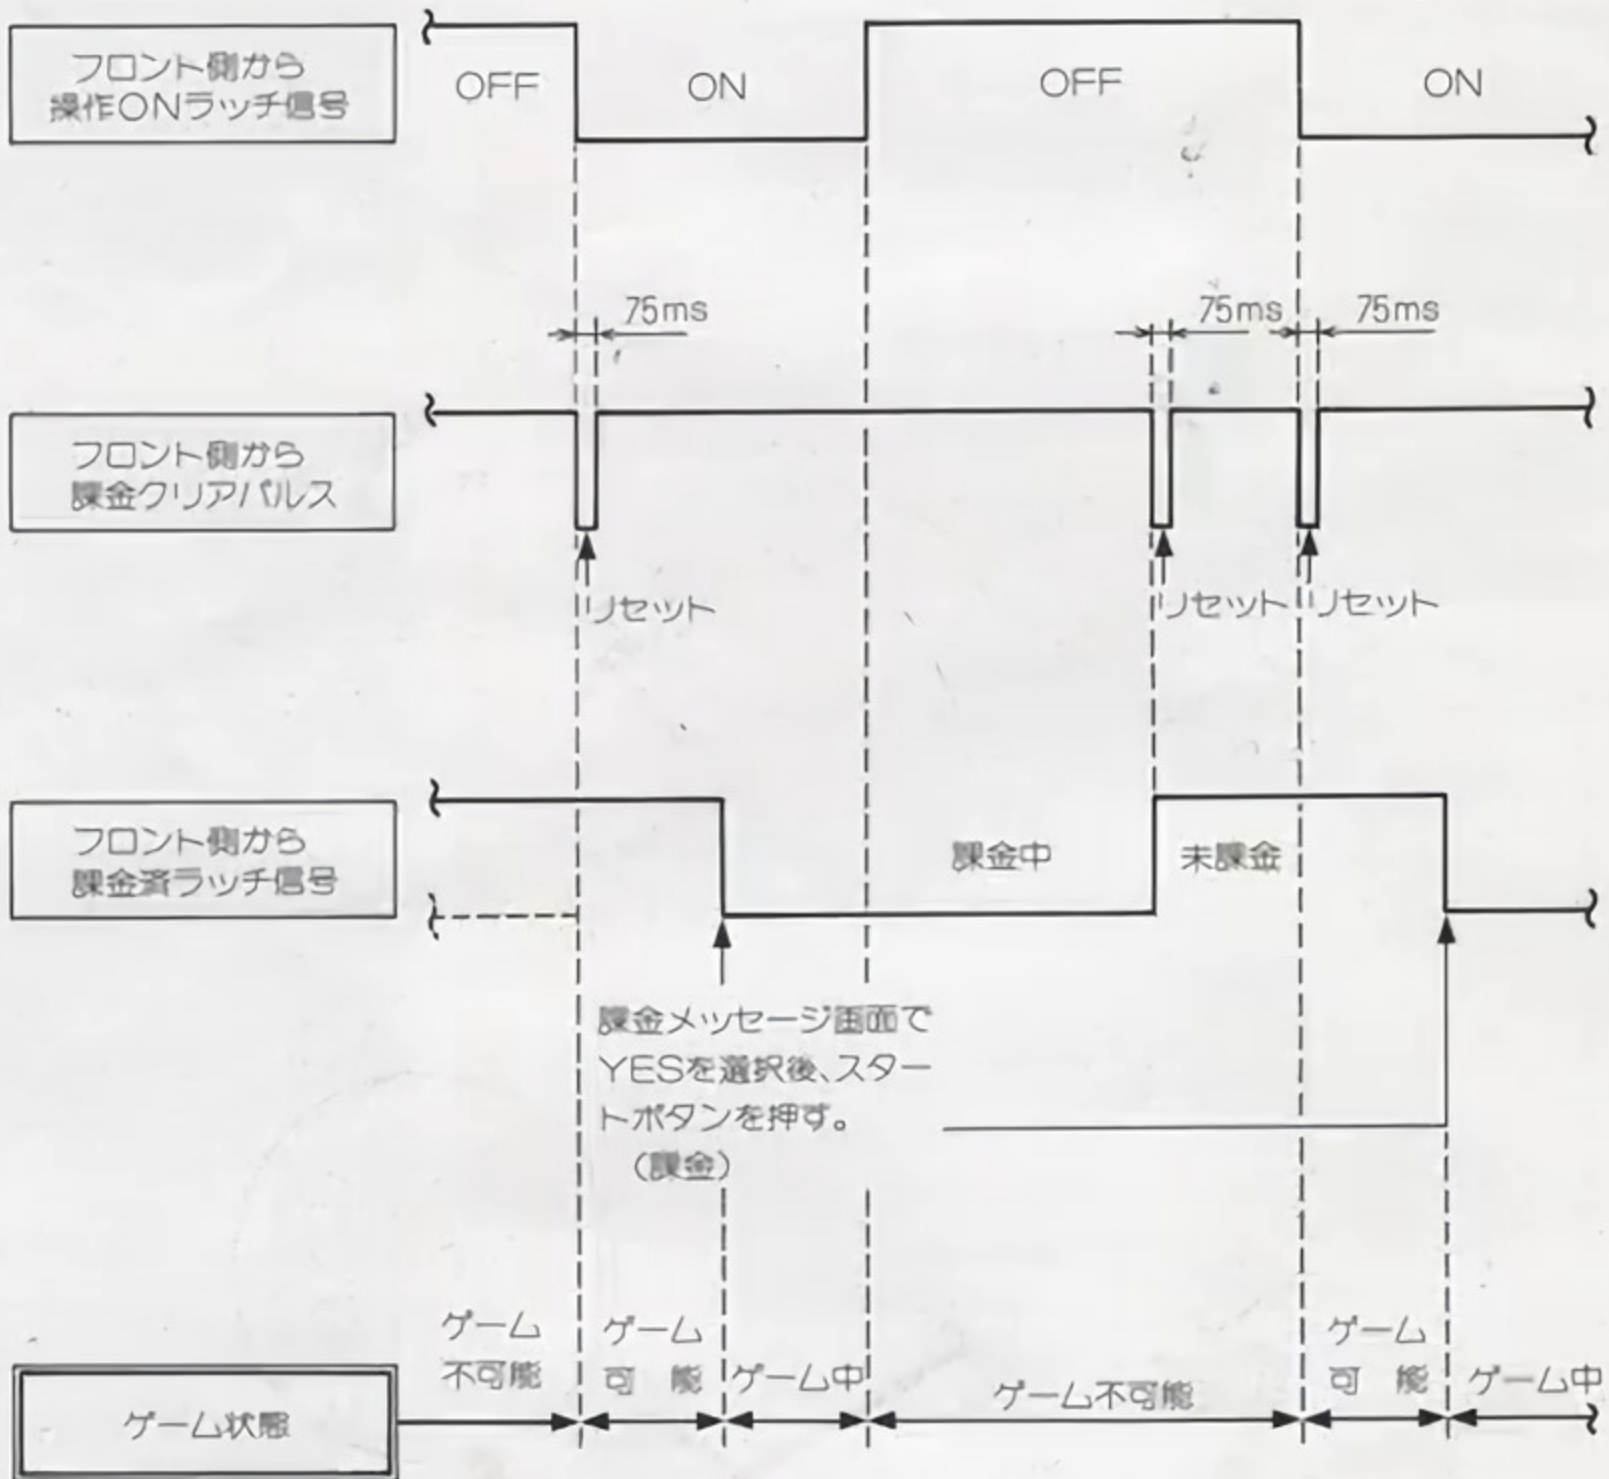 フロント側から
操作ONラッチ信号
OFF
ON
OFF
ON
75ms
75ms
75ms
フロント側から
課金クリアパルス
リセット
リセット
リセット
フロント側から
課金済ラッチ信号
課金中
未課金
課金メッセージ画面で
YESを選択後、スター
トボタンを押す。
(課金)
ゲーム状態
ゲーム
不可能
ゲーム
可 能
ゲーム中
ゲーム不可能
ゲーム
可 能
ゲーム中